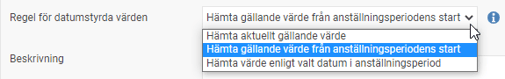 Regel för datumstyrda värden
Hämta gällande värde från anställningsperiodens start
Hämta aktuellt gällande värde
Hämta gällande värde från anställningsperiodens start
Beskrivning
Hämta värde enligt valt datum i anställningsperiod